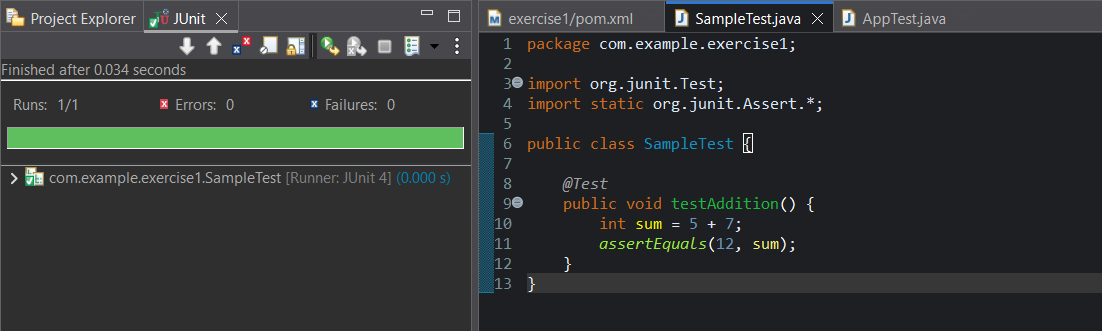 Project Explorer JUnit
Finished after 0.034 seconds
Runs: 1/1 Errors: 0 Failures: 0
com.example.exercise1.SampleTest [Runner: JUnit 4] (0.000 s)
exercise1/pom.xml SampleTest.java AppTest.java
1 package com.example.exercise1;
2
3 import org.junit.Test;
4 import static org.junit.Assert.*;
5
6 public class SampleTest {
7
8     @Test
9     public void testAddition() {
10         int sum = 5 + 7;
11         assertEquals(12, sum);
12     }
13 }